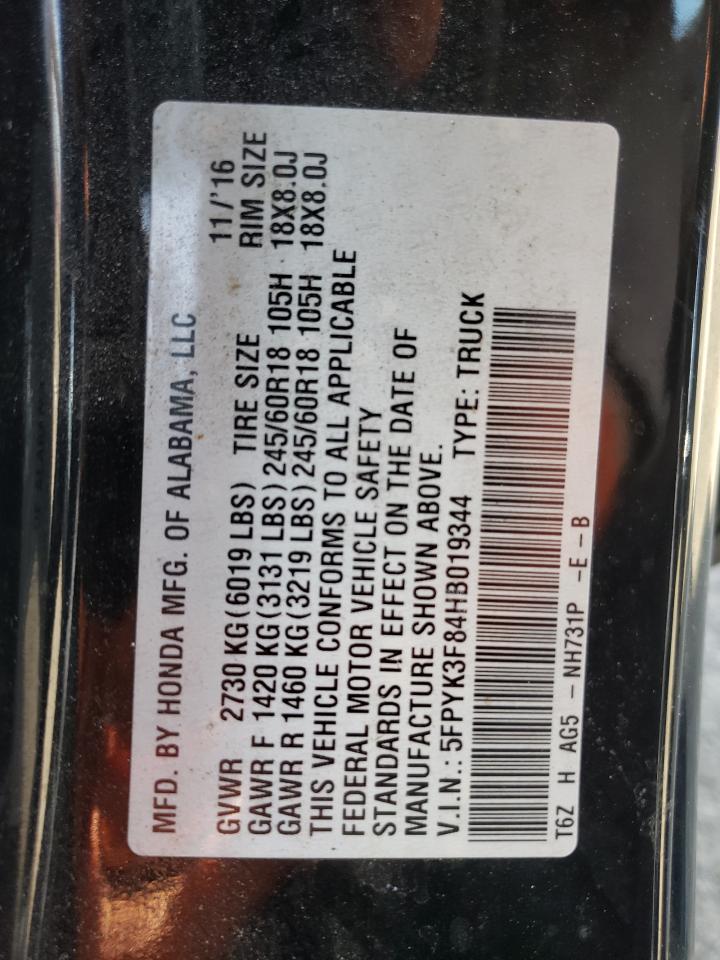 MFD. BY HONDA MFG. OF ALABAMA, LLC
11/'16
GVWR 2730 KG(6019 LBS) TIRE SIZE RIM SIZE
GAWR F 1420 KG(3131 LBS) 245/60R18 105H 18X8.0J
GAWR R 1460 KG(3219 LBS) 245/60R18 105H 18X8.0J
THIS VEHICLE CONFORMS TO ALL APPLICABLE
FEDERAL MOTOR VEHICLE SAFETY
STANDARDS IN EFFECT ON THE DATE OF
MANUFACTURE SHOWN ABOVE.
V.I.N.: 5FPYK3F84HB019344 TYPE: TRUCK
T6Z H AG5 - NH731P -E -B